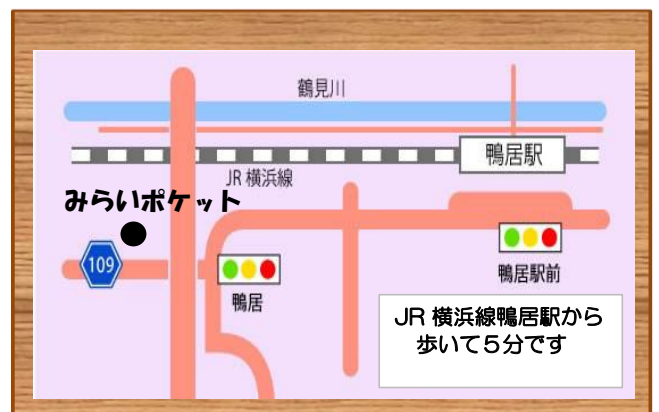 鶴見川
鴨居駅
JR 横浜線
みらいポケット
109
鴨居
鴨居駅前
JR 横浜線鴨居駅から
歩いて5分です